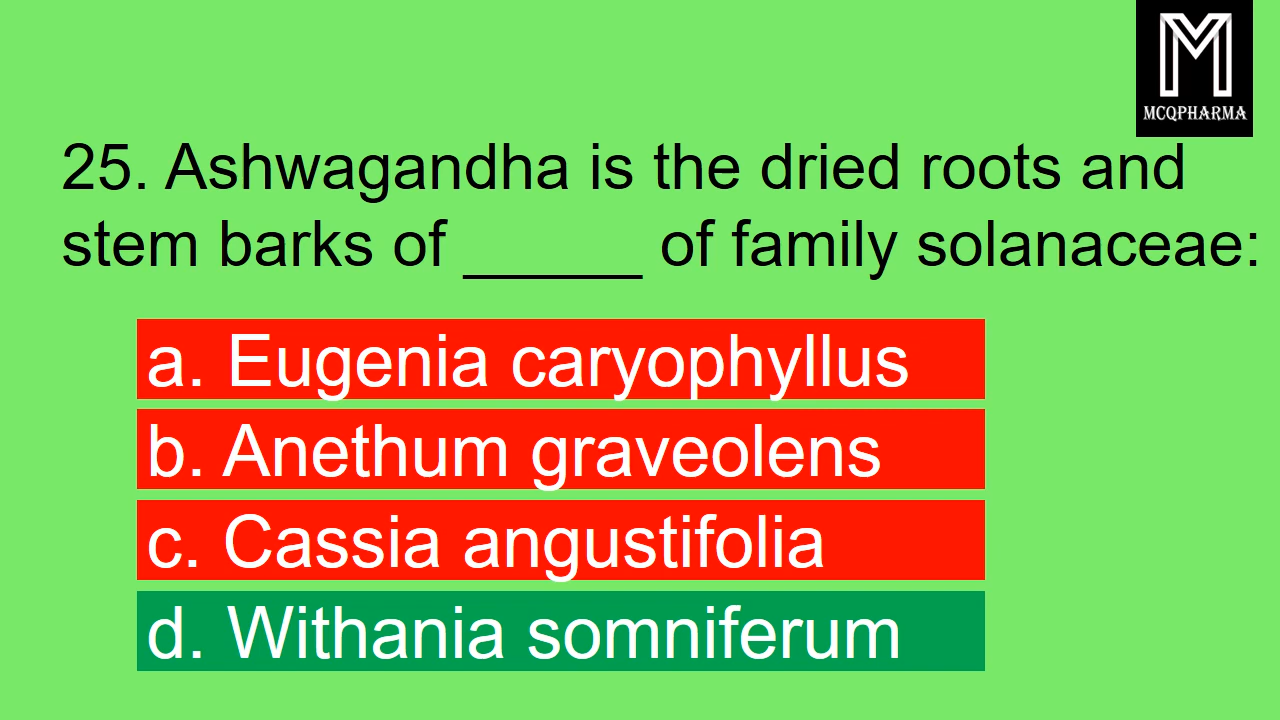 M
MCQPHARMA
25. Ashwagandha is the dried roots and
stem barks of _____ of family solanaceae:
a. Eugenia caryophyllus
b. Anethum graveolens
c. Cassia angustifolia
d. Withania somniferum